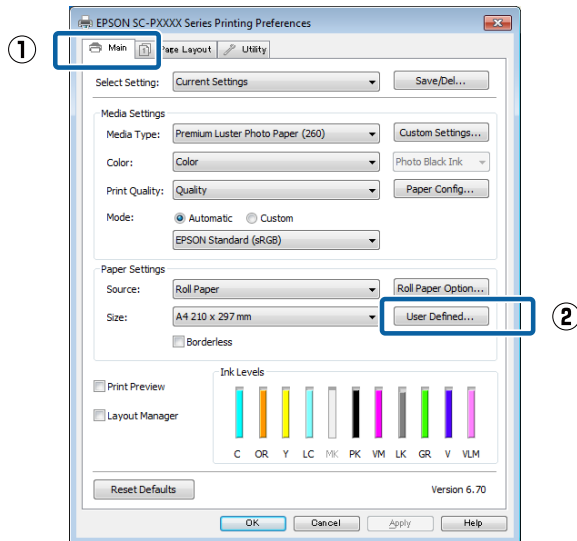 EPSON SC-PXXXX Series Printing Preferences
① Main Page Layout Utility
Select Setting: Current Settings Save/Del...
Media Settings
Media Type: Premium Luster Photo Paper (260) Custom Settings...
Color: Color Photo Black Ink
Print Quality: Quality Paper Config...
Mode: Automatic Custom
EPSON Standard (sRGB)
Paper Settings
Source: Roll Paper Roll Paper Option...
Size: A4 210 x 297 mm User Defined... ②
Borderless
Ink Levels
Print Preview
Layout Manager
C OR Y LC MK PK VM LK GR V VLM
Reset Defaults Version 6.70
OK Cancel Apply Help